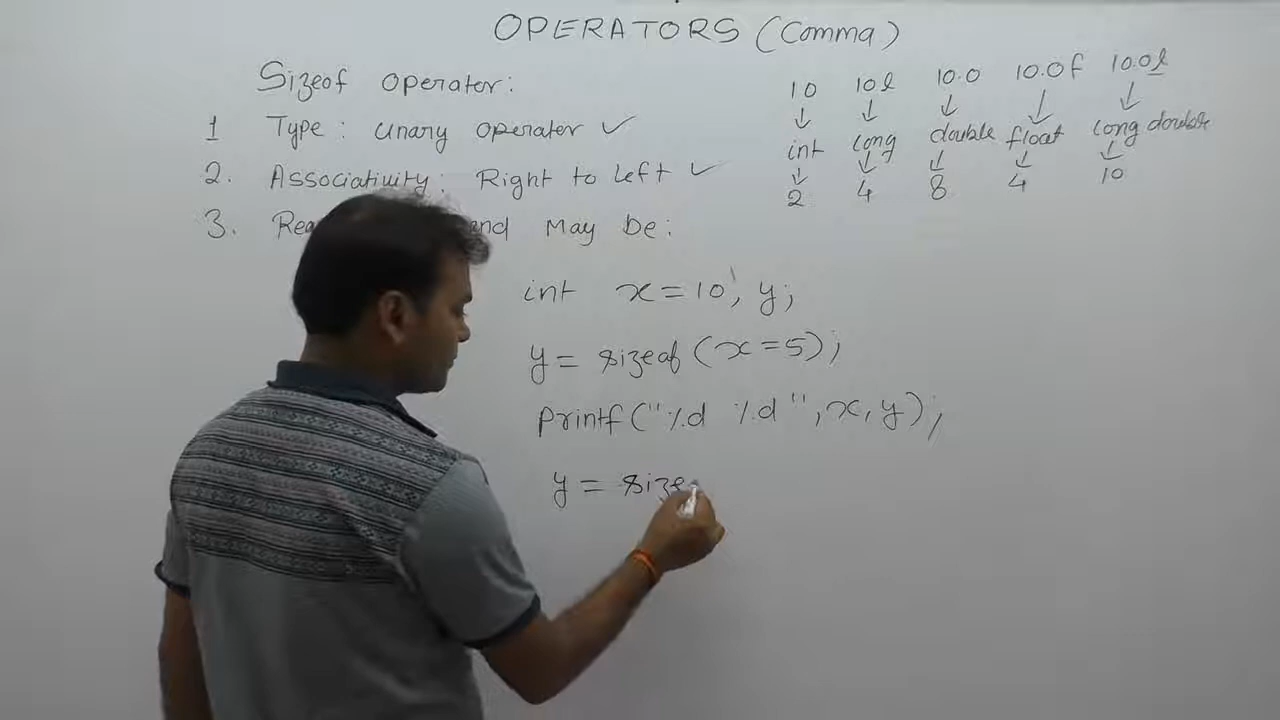 OPERATORS (Comma)
Sizeof operator:
1 Type: Unary operator ✓
2. Associativity: Right to Left ✓
3. and May Be:
10 10l 10.0 10.0f 10.0l
↓ ↓ ↓ ↓ ↓
int long double float long double
↓ ↓ ↓ ↓ ↓
2 4 8 4 10
int x=10, y;
y = sizeof (x=5);
Printf("%d %d", x, y);
y = size